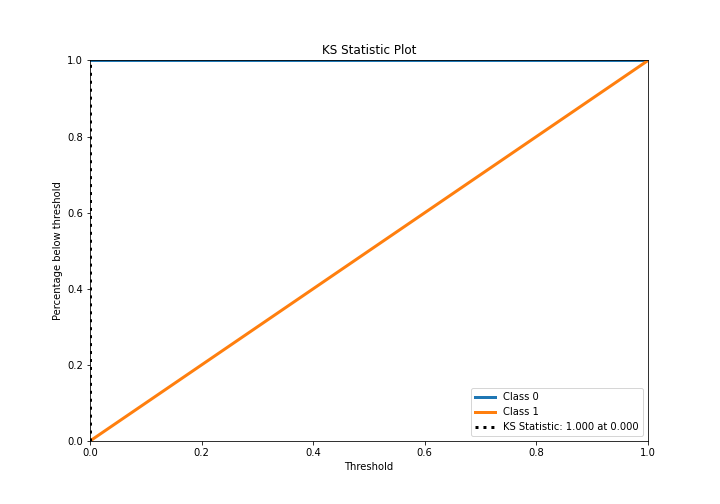 KS Statistic Plot
1.0
0.8
0.6
0.4
0.2
0.0
Percentage below threshold
Class 0
Class 1
KS Statistic: 1.000 at 0.000
0.0 0.2 0.4 0.6 0.8 1.0
Threshold